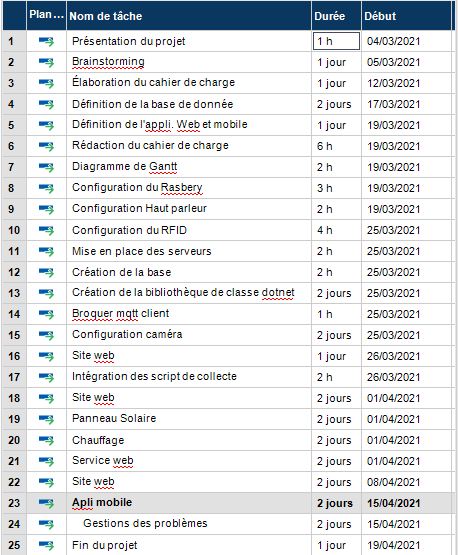 Plan ... Nom de tâche Durée Début
1 Présentation du projet 1 h 04/03/2021
2 Brainstorming 1 jour 05/03/2021
3 Élaboration du cahier de charge 1 jour 12/03/2021
4 Définition de la base de donnée 2 jours 17/03/2021
5 Définition de l'appli. Web et mobile 1 jour 19/03/2021
6 Rédaction du cahier de charge 6 h 19/03/2021
7 Diagramme de Gantt 2 h 19/03/2021
8 Configuration du Rasbery 3 h 19/03/2021
9 Configuration Haut parleur 2 h 19/03/2021
10 Configuration du RFID 4 h 25/03/2021
11 Mise en place des serveurs 2 h 25/03/2021
12 Création de la base 2 h 25/03/2021
13 Création de la bibliothèque de classe dotnet 2 jours 25/03/2021
14 Broquer mqtt client 1 h 25/03/2021
15 Configuration caméra 2 jours 25/03/2021
16 Site web 1 jour 26/03/2021
17 Intégration des script de collecte 2 h 26/03/2021
18 Site web 2 jours 01/04/2021
19 Panneau Solaire 2 jours 01/04/2021
20 Chauffage 2 jours 01/04/2021
21 Service web 2 jours 01/04/2021
22 Site web 2 jours 08/04/2021
23 Apli mobile 2 jours 15/04/2021
24 Gestions des problèmes 2 jours 15/04/2021
25 Fin du projet 1 jour 19/04/2021